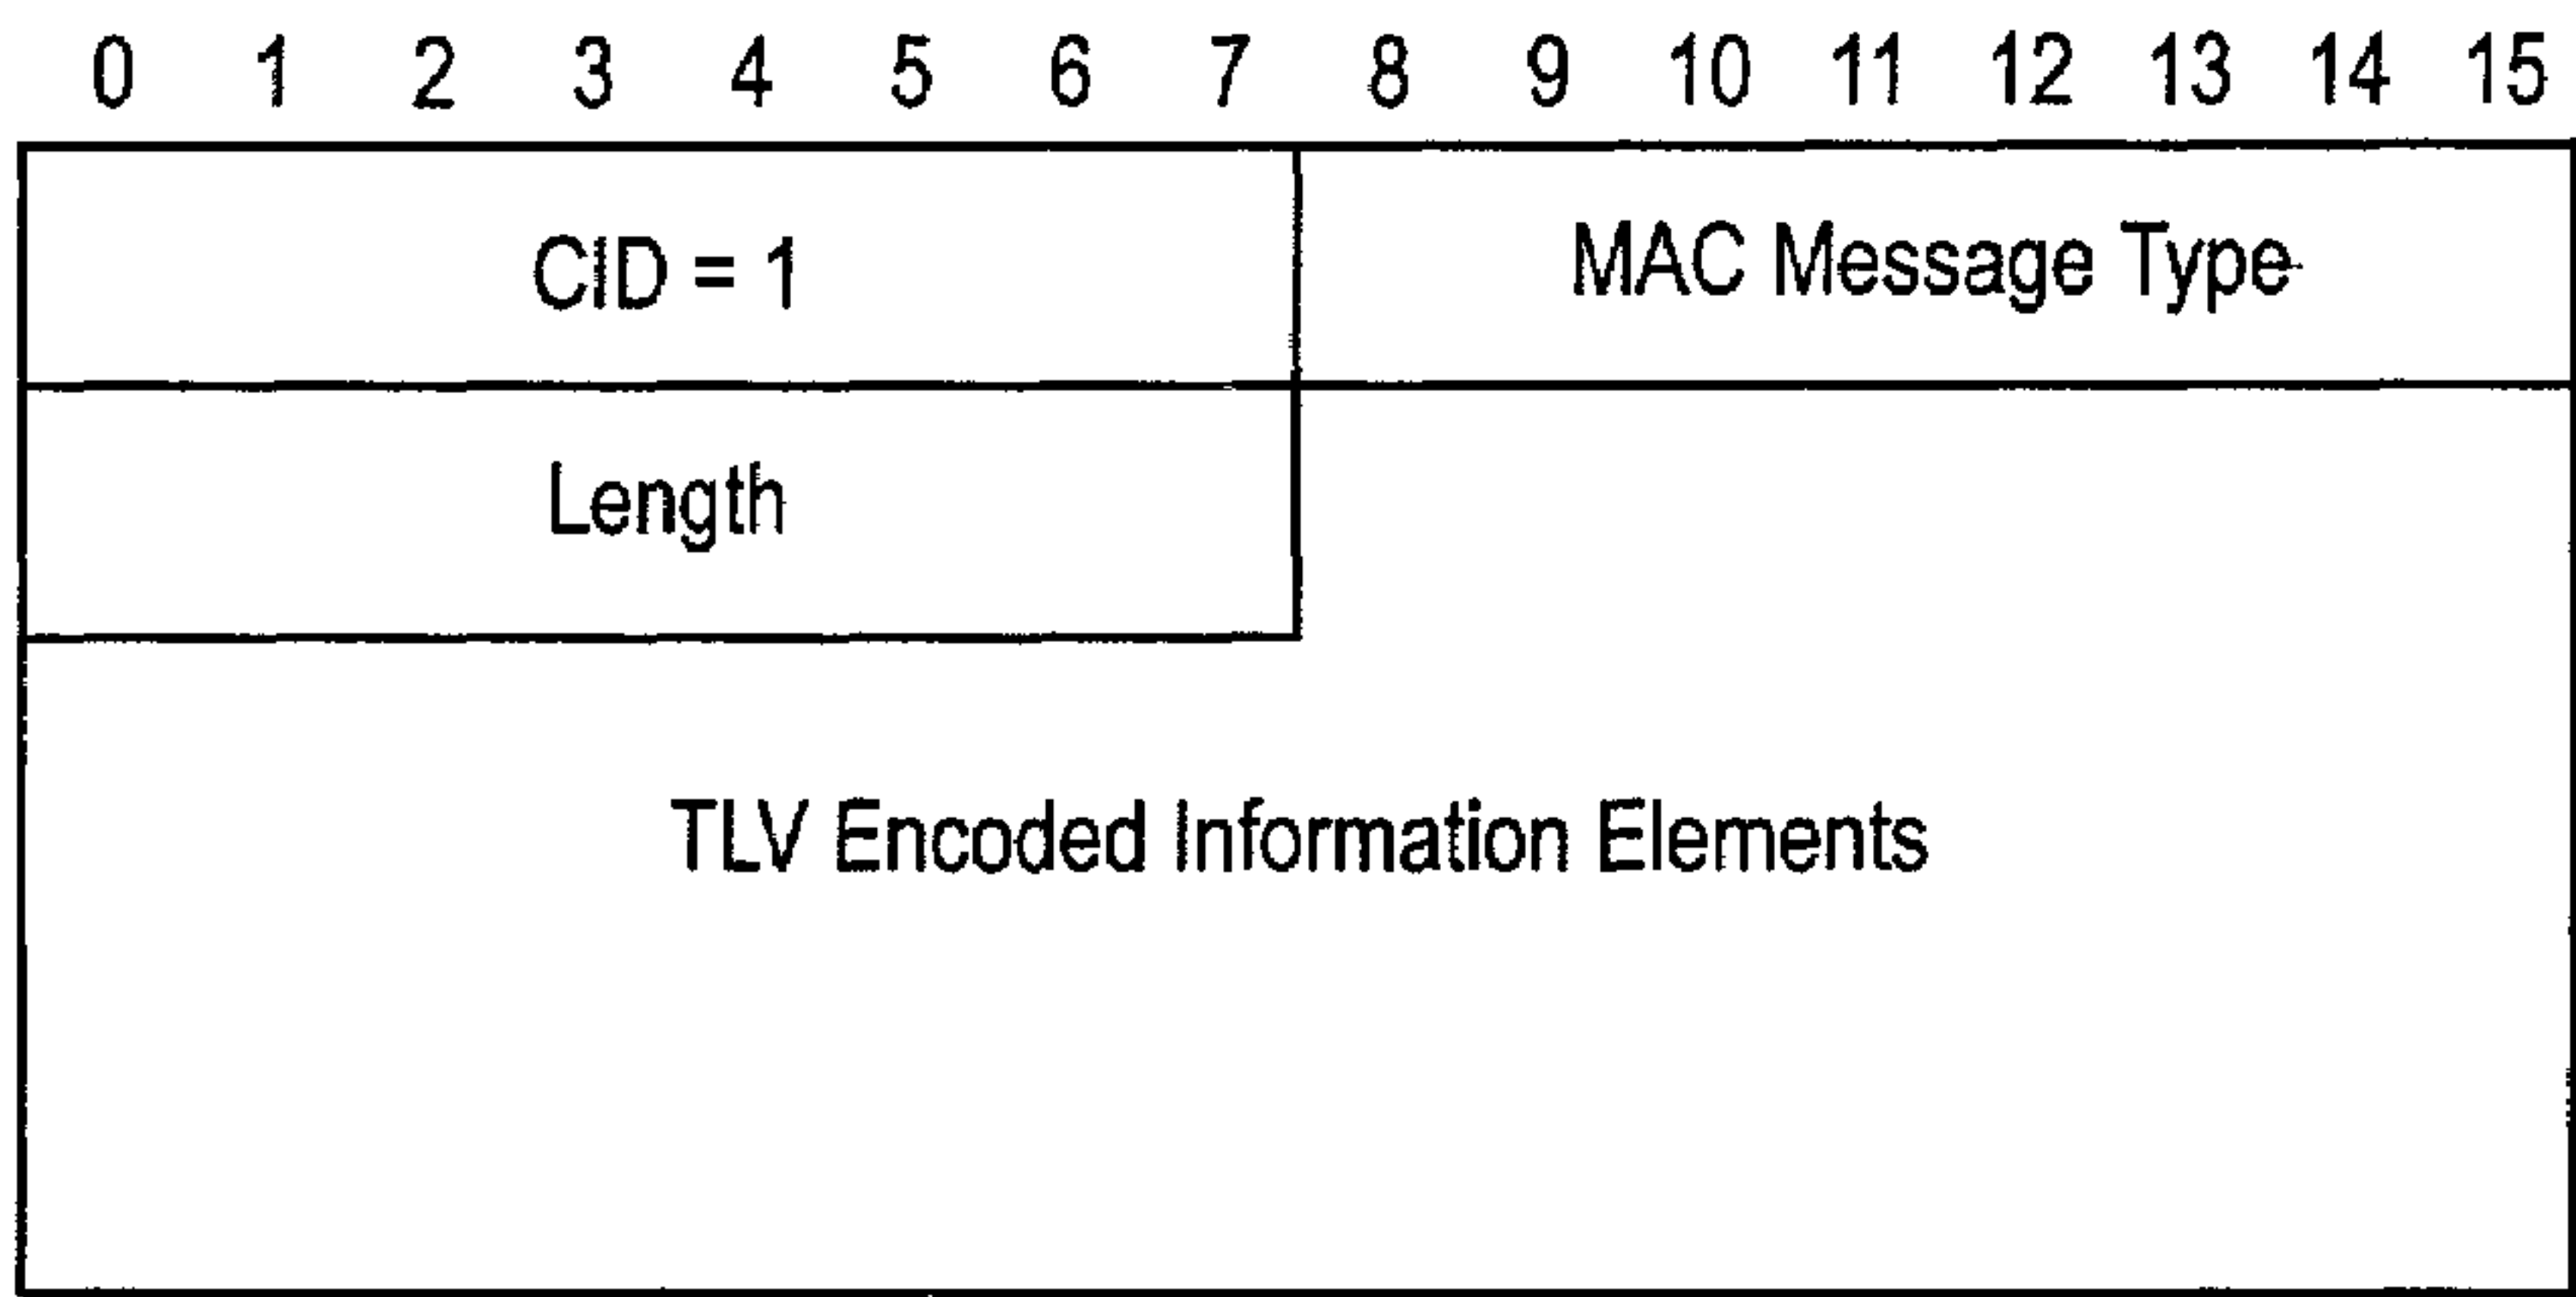 0 1 2 3 4 5 6 7 8 9 10 11 12 13 14 15
CID = 1 MAC Message Type
Length
TLV Encoded Information Elements